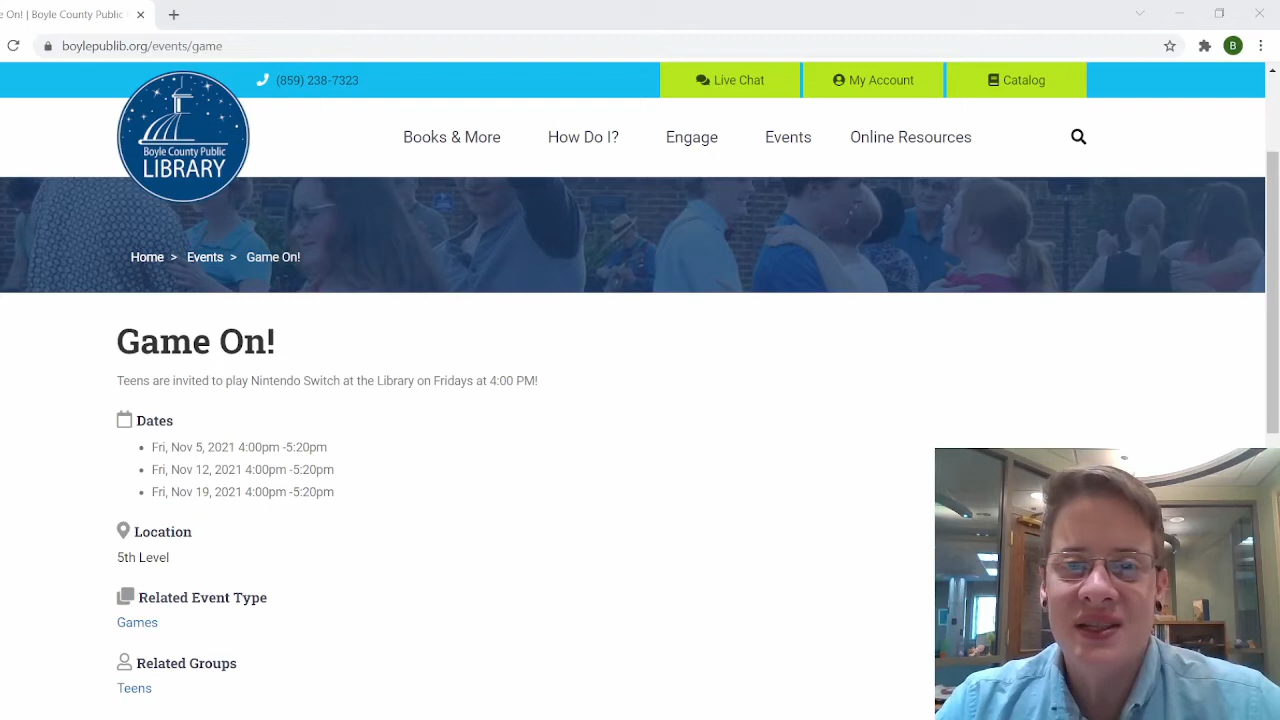 e On! | Boyle County Public
boylepublib.org/events/game
B
(859) 238-7323
Live Chat
My Account
Catalog
Boyle County Public
LIBRARY
Books & More
How Do I?
Engage
Events
Online Resources
Home > Events > Game On!
Game On!
Teens are invited to play Nintendo Switch at the Library on Fridays at 4:00 PM!
Dates
Fri, Nov 5, 2021 4:00pm -5:20pm
Fri, Nov 12, 2021 4:00pm -5:20pm
Fri, Nov 19, 2021 4:00pm -5:20pm
Location
5th Level
Related Event Type
Games
Related Groups
Teens